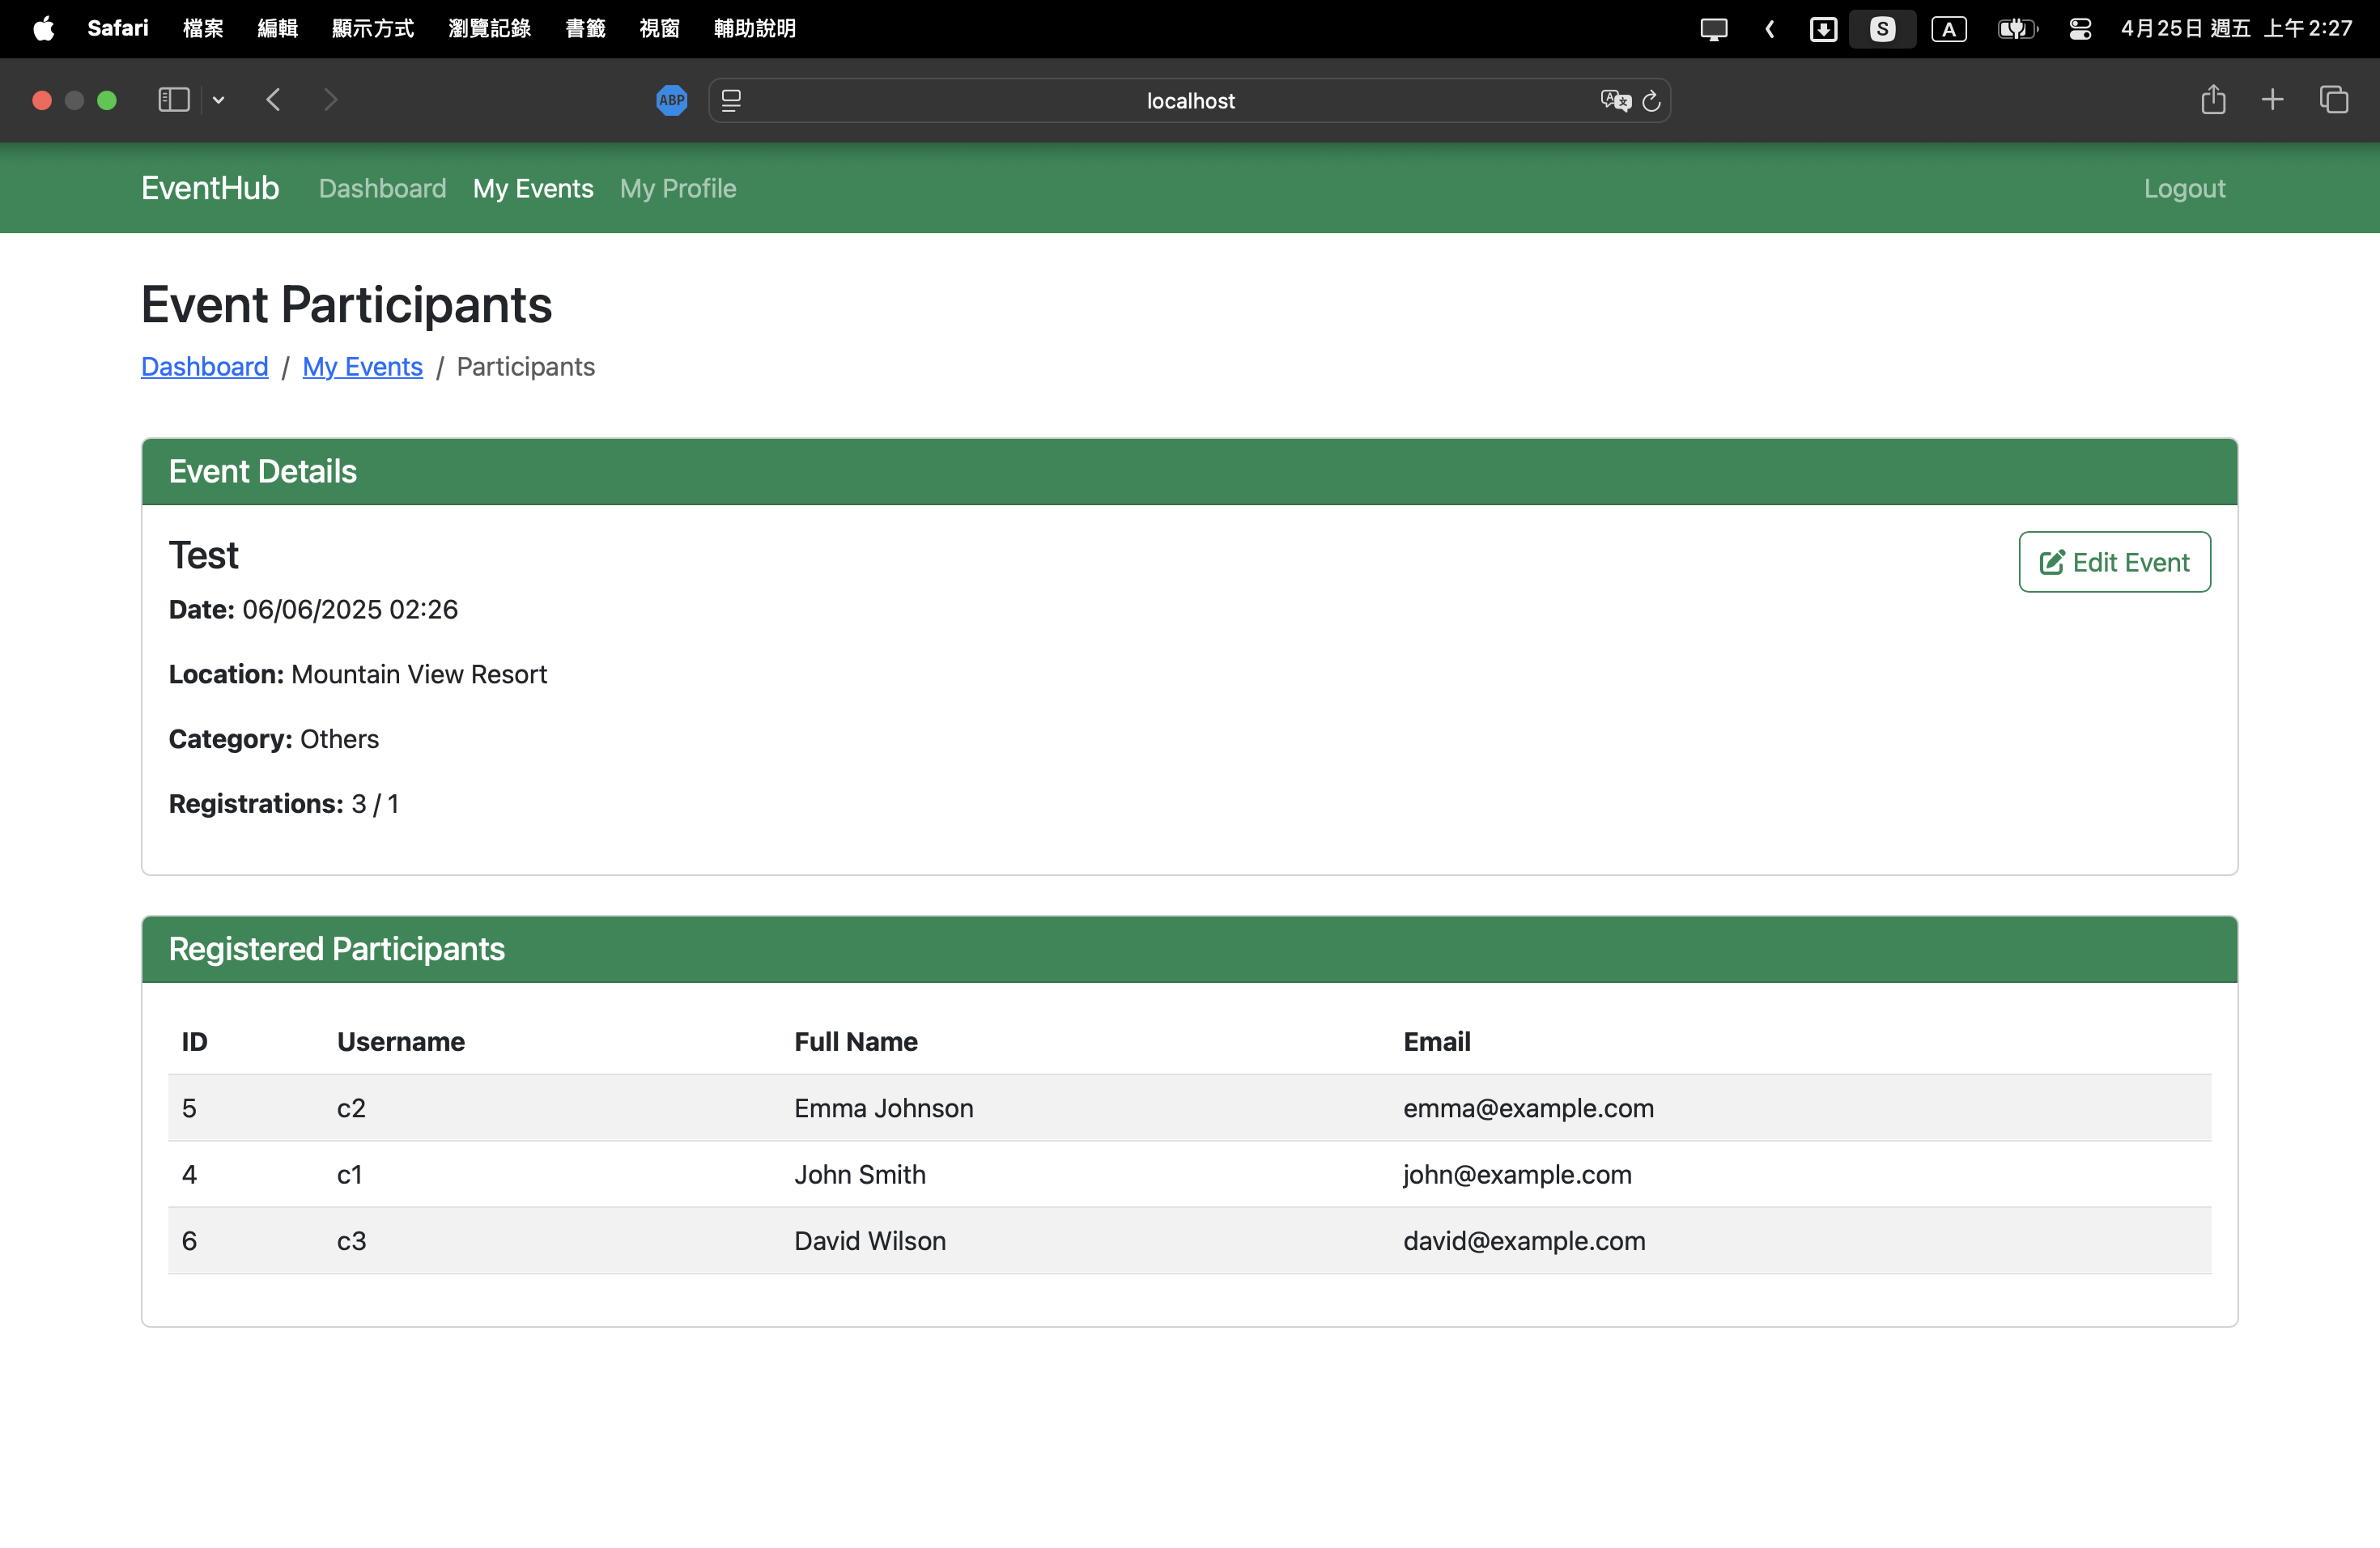 Safari 檔案 編輯 顯示方式 瀏覽記錄 書籤 視窗 輔助說明 S A 4月25日 週五 上午2:27
ABP localhost
EventHub Dashboard My Events My Profile Logout
Event Participants
Dashboard / My Events / Participants
Event Details
Test
Edit Event
Date: 06/06/2025 02:26
Location: Mountain View Resort
Category: Others
Registrations: 3 / 1
Registered Participants
ID Username Full Name Email
5 c2 Emma Johnson emma@example.com
4 c1 John Smith john@example.com
6 c3 David Wilson david@example.com